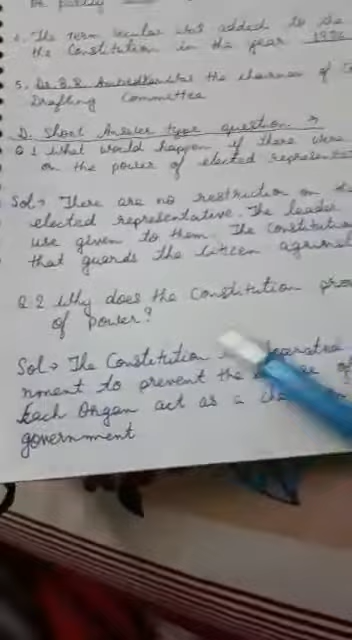 4. The term secular was added to the
the Constitution in the year 1976
5. Dr. B.R. Ambedkar was the chairman of
Drafting Committee
D. Short Answer type question →
Q 1 What would happen if there were
on the power of elected represent
Sol → There are no restriction on
elected representative. The leader
use given to them. The constitution
that guards the citizen against
Q.2 Why does the Constitution pro
of Power?
Sol → The Constitution
nment to prevent the of
Each Organ act as a
government